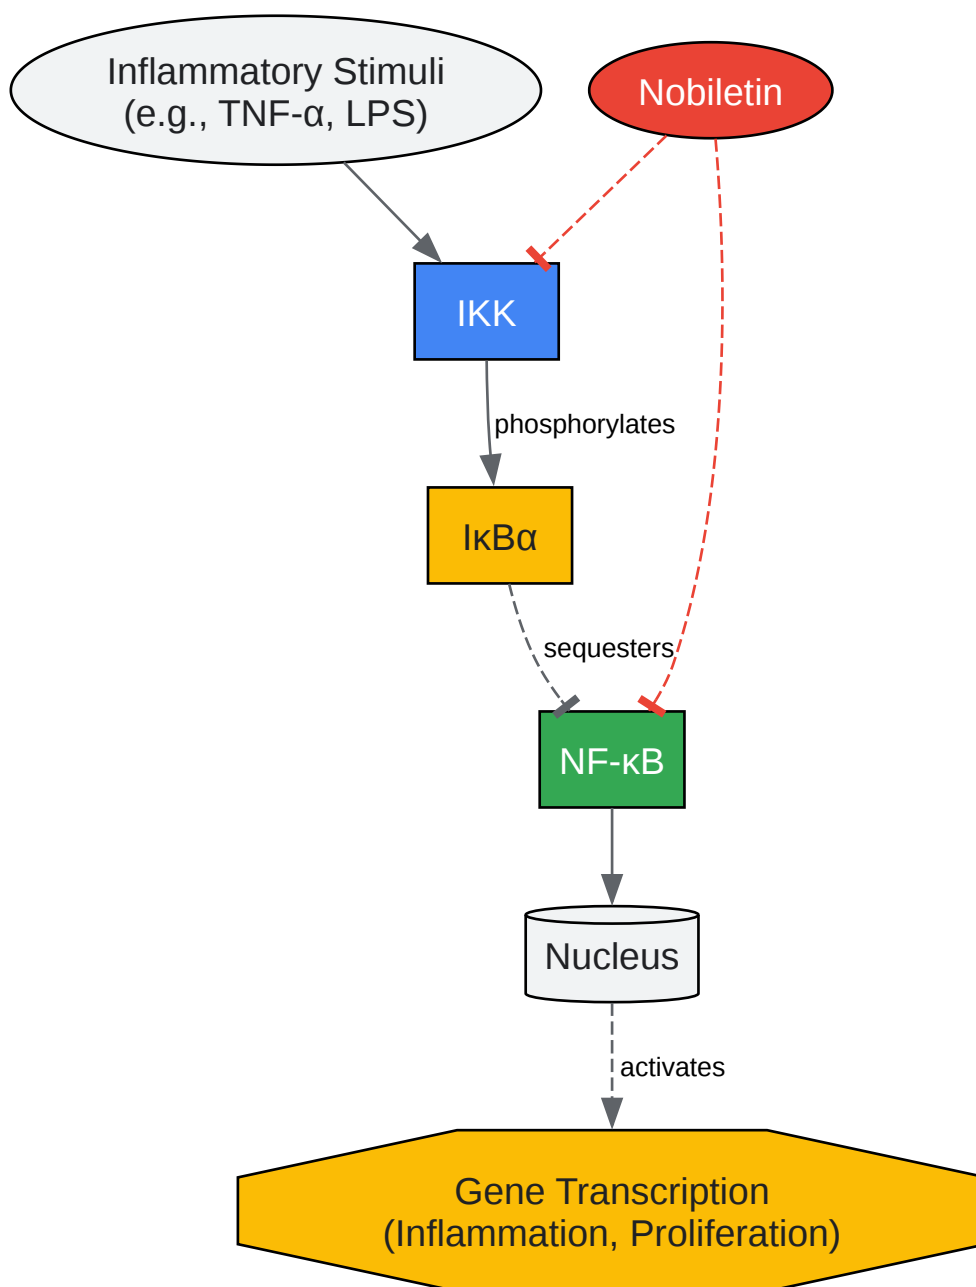 Inflammatory Stimuli
(e.g., TNF-α, LPS)
Nobiletin
IKK
phosphorylates
IκBα
sequesters
NF-κB
Nucleus
activates
Gene Transcription
(Inflammation, Proliferation)